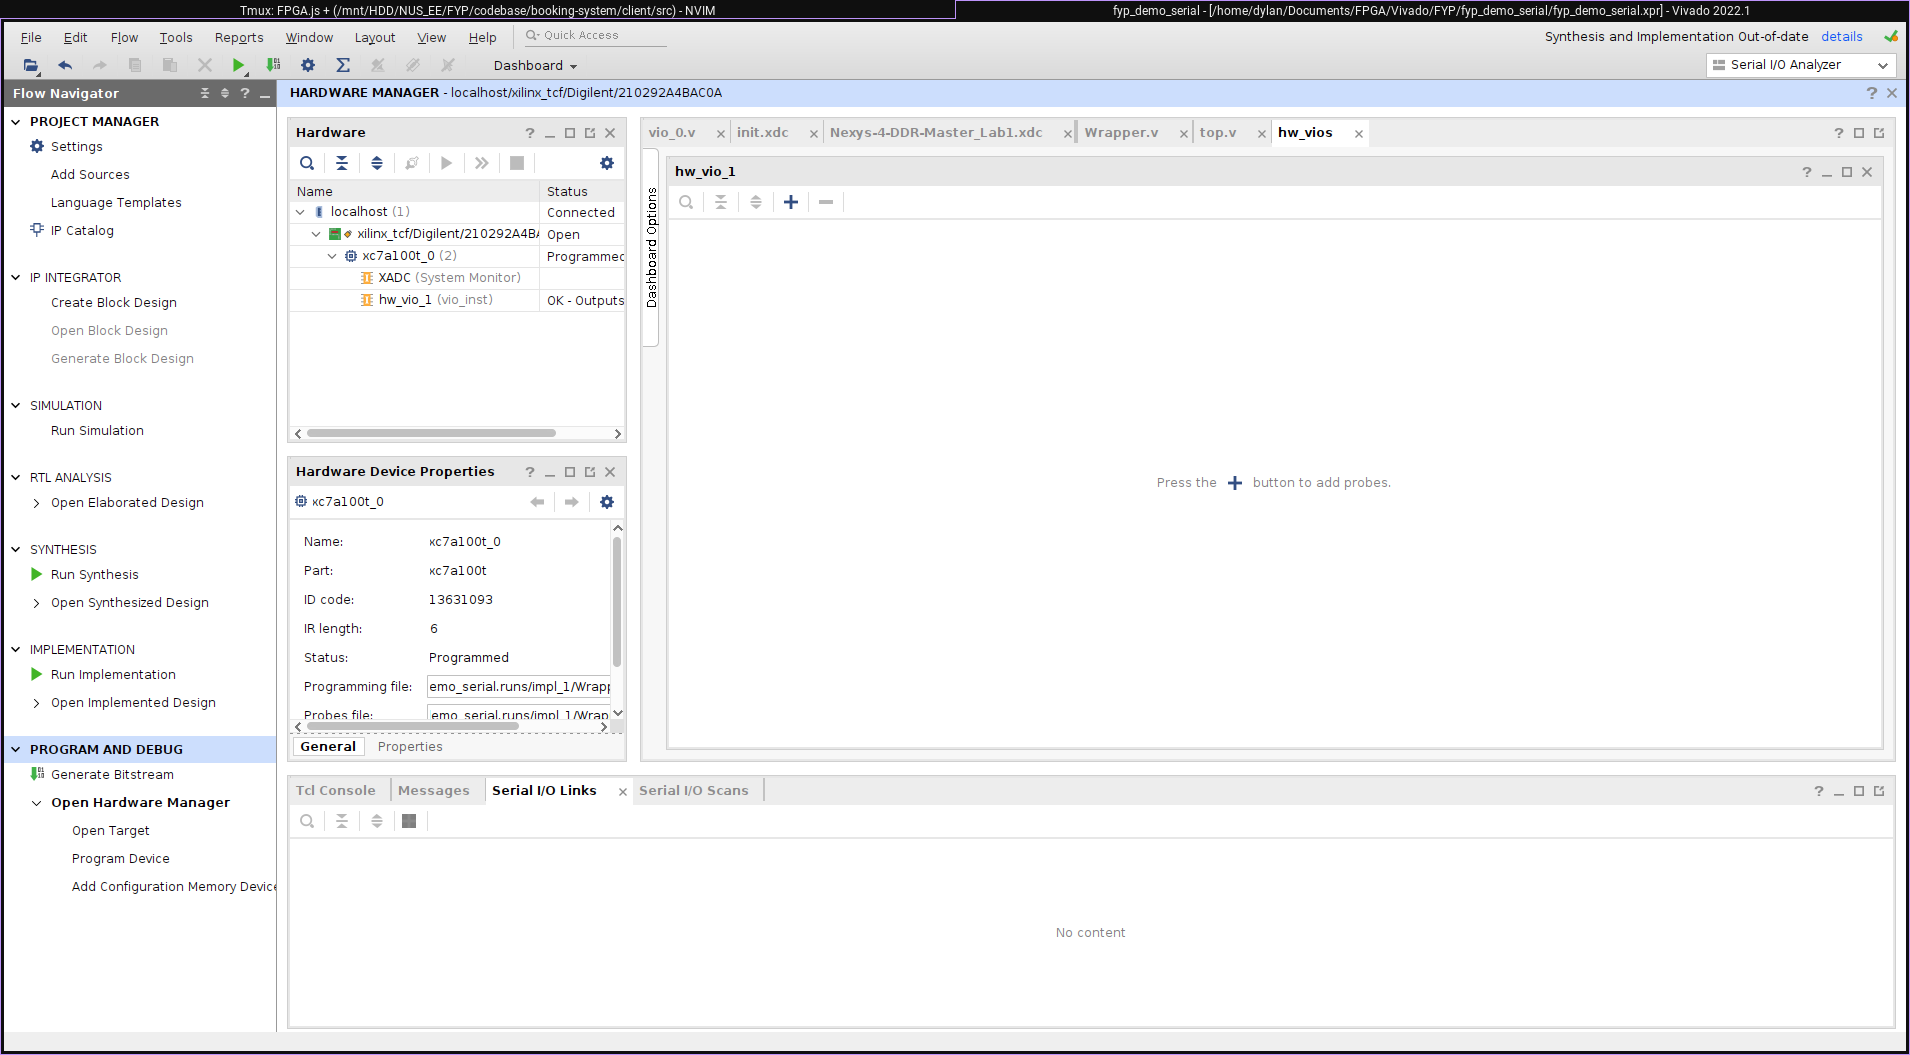 Tmux: FPGA.js + (/mnt/HDD/NUS_EE/FYP/codebase/booking-system/client/src) - NVIM
fyp_demo_serial - [/home/dylan/Documents/FPGA/Vivado/FYP/fyp_demo_serial/fyp_demo_serial.xpr] - Vivado 2022.1
File Edit Flow Tools Reports Window Layout View Help Quick Access
Synthesis and Implementation Out-of-date details
Dashboard
Serial I/O Analyzer
Flow Navigator
PROJECT MANAGER
Settings
Add Sources
Language Templates
IP Catalog
IP INTEGRATOR
Create Block Design
Open Block Design
Generate Block Design
SIMULATION
Run Simulation
RTL ANALYSIS
Open Elaborated Design
SYNTHESIS
Run Synthesis
Open Synthesized Design
IMPLEMENTATION
Run Implementation
Open Implemented Design
PROGRAM AND DEBUG
Generate Bitstream
Open Hardware Manager
Open Target
Program Device
Add Configuration Memory Device
HARDWARE MANAGER - localhost/xilinx_tcf/Digilent/210292A4BAC0A
Hardware
Name Status
localhost (1) Connected
xilinx_tcf/Digilent/210292A4BA Open
xc7a100t_0 (2) Programmed
XADC (System Monitor)
hw_vio_1 (vio_inst) OK - Outputs
Hardware Device Properties
xc7a100t_0
Name: xc7a100t_0
Part: xc7a100t
ID code: 13631093
IR length: 6
Status: Programmed
Programming file: emo_serial.runs/impl_1/Wrapp
Probes file: emo_serial.runs/impl_1/Wrap
General Properties
vio_0.v init.xdc Nexys-4-DDR-Master_Lab1.xdc Wrapper.v top.v hw_vios
Dashboard Options
hw_vio_1
Press the + button to add probes.
Tcl Console Messages Serial I/O Links Serial I/O Scans
No content